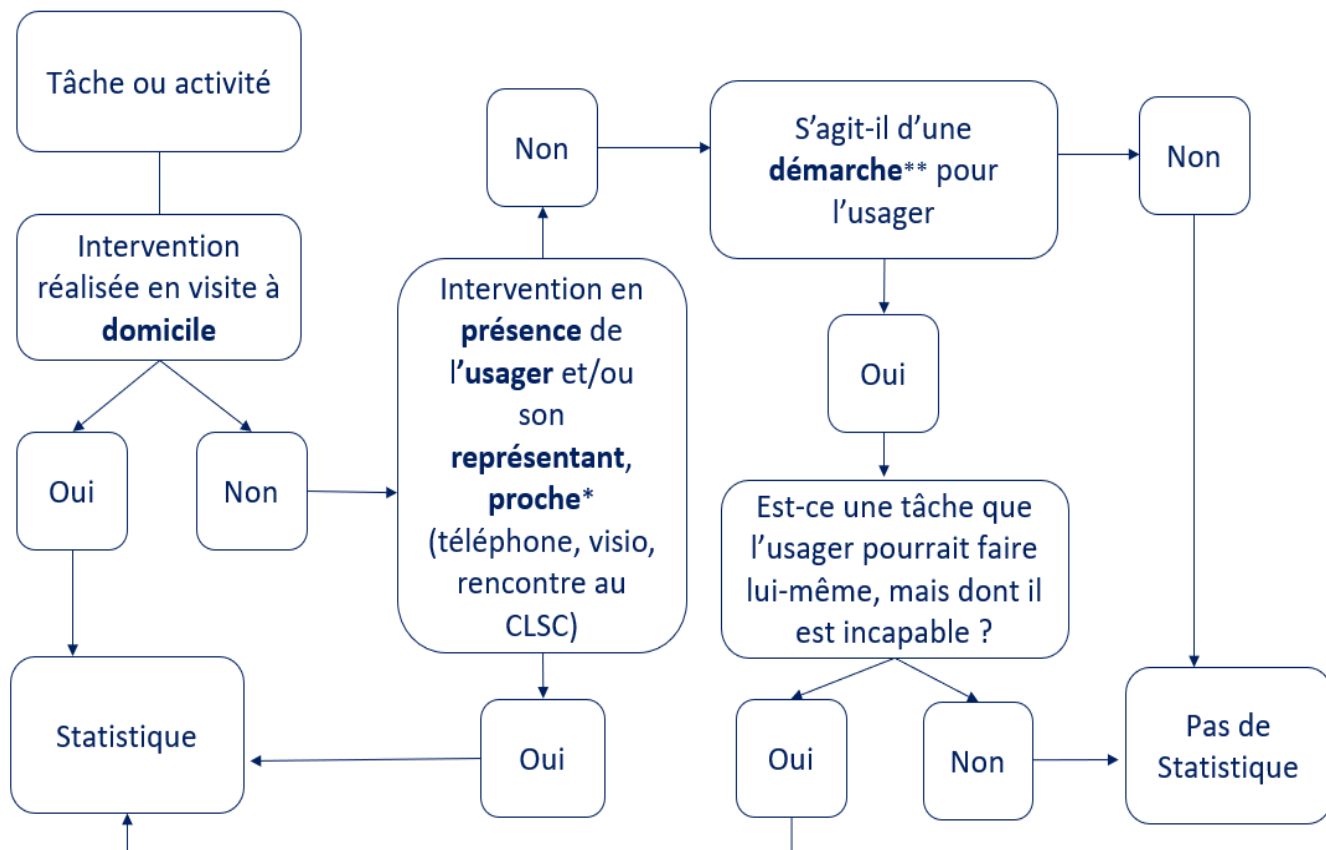 Tâche ou activité
Intervention
réalisée en visite à
domicile
Oui
Non
Intervention en
présence de
l'usager et/ou
son
représentant,
proche*
(téléphone, visio,
rencontre au
CLSC)
Non
Oui
Statistique
S'agit-il d'une
démarche** pour
l'usager
Non
Oui
Est-ce une tâche que
l'usager pourrait faire
lui-même, mais dont il
est incapable ?
Oui
Non
Pas de
Statistique